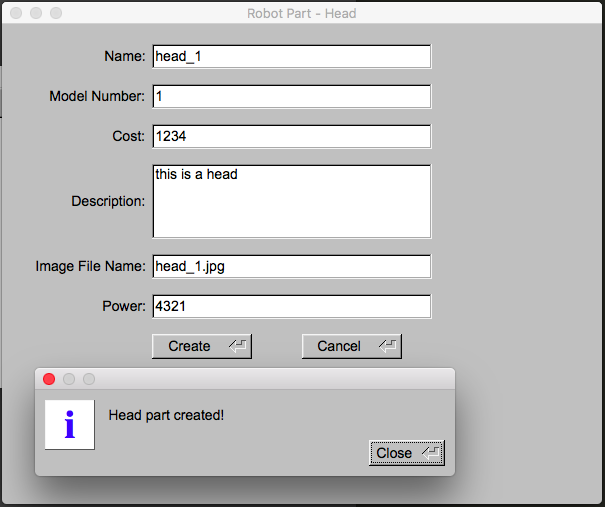 Robot Part - Head
Name: head_1
Model Number: 1
Cost: 1234
Description: this is a head
Image File Name: head_1.jpg
Power: 4321
Create Cancel
i
Head part created!
Close